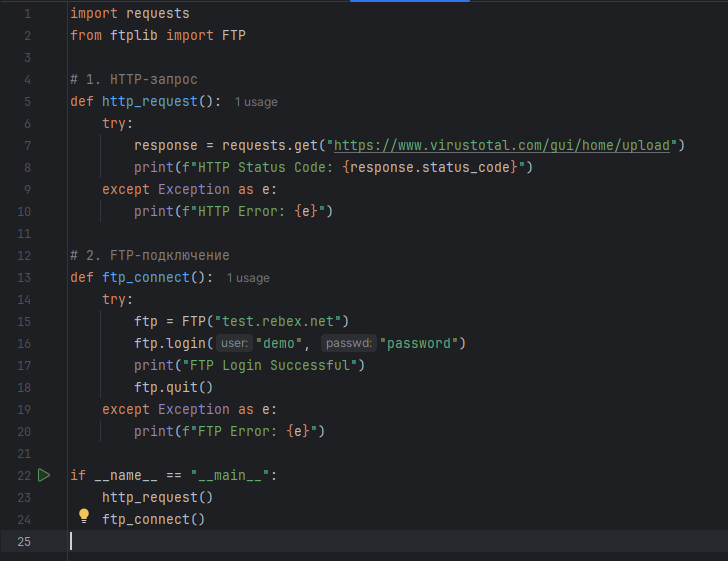 1 import requests
2 from ftplib import FTP
3
4 # 1. HTTP-запрос
5 def http_request(): 1 usage
6     try:
7         response = requests.get("https://www.virustotal.com/gui/home/upload")
8         print(f"HTTP Status Code: {response.status_code}")
9     except Exception as e:
10         print(f"HTTP Error: {e}")
11
12 # 2. FTP-подключение
13 def ftp_connect(): 1 usage
14     try:
15         ftp = FTP("test.rebex.net")
16         ftp.login( user: "demo", passwd: "password")
17         print("FTP Login Successful")
18         ftp.quit()
19     except Exception as e:
20         print(f"FTP Error: {e}")
21
22 if __name__ == "__main__":
23     http_request()
24     ftp_connect()
25